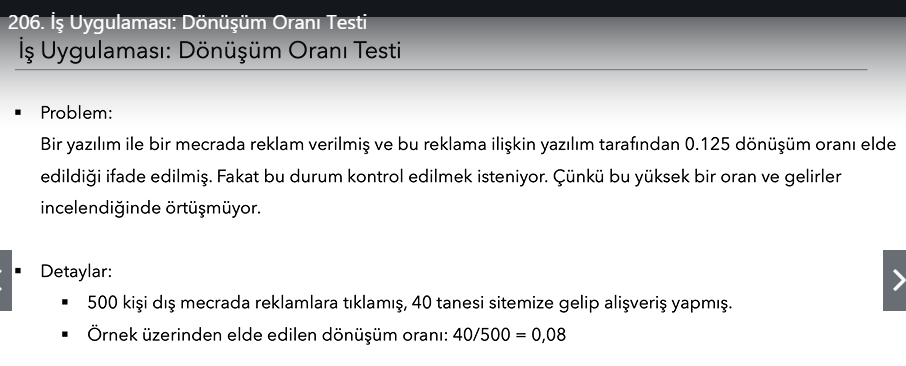 206. İş Uygulaması: Dönüşüm Oranı Testi
İş Uygulaması: Dönüşüm Oranı Testi
▪ Problem:
Bir yazılım ile bir mecrada reklam verilmiş ve bu reklama ilişkin yazılım tarafından 0.125 dönüşüm oranı elde
edildiği ifade edilmiş. Fakat bu durum kontrol edilmek isteniyor. Çünkü bu yüksek bir oran ve gelirler
incelendiğinde örtüşmüyor.
▪ Detaylar:
▪ 500 kişi dış mecrada reklamlara tıklamış, 40 tanesi sitemize gelip alişveriş yapmış.
▪ Örnek üzerinden elde edilen dönüşüm oranı: 40/500 = 0,08